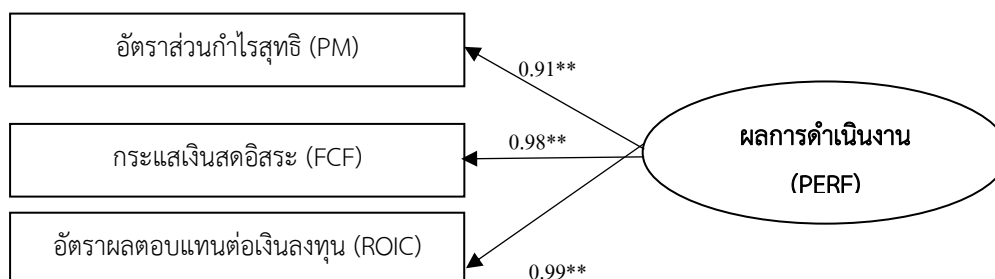 อัตราส่วนกำไรสุทธิ (PM)
0.91**
กระแสเงินสดอิสระ (FCF)
0.98**
ผลการดำเนินงาน
(PERF)
อัตราผลตอบแทนต่อเงินลงทุน (ROIC)
0.99**